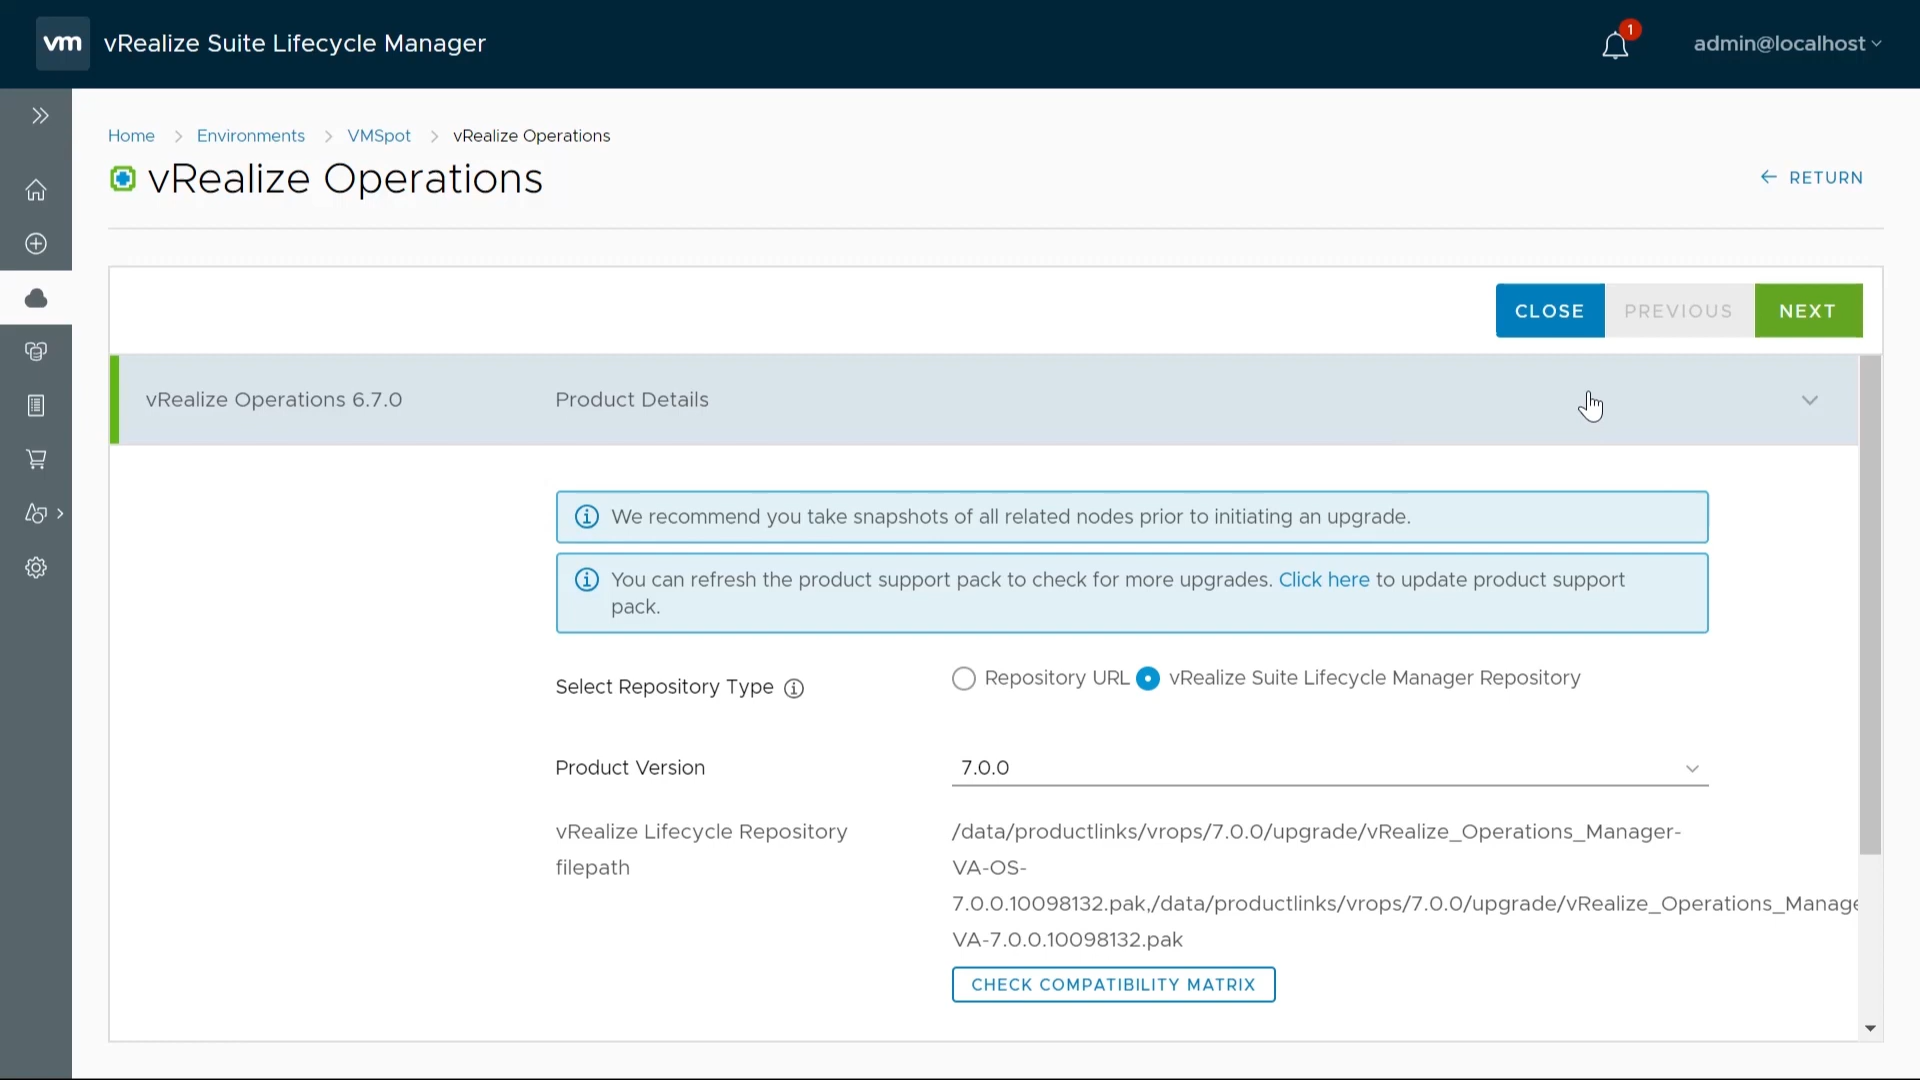 vm vRealize Suite Lifecycle Manager
1
admin@localhost
Home > Environments > VMSpot > vRealize Operations
vRealize Operations
RETURN
CLOSE PREVIOUS NEXT
vRealize Operations 6.7.0 Product Details
We recommend you take snapshots of all related nodes prior to initiating an upgrade.
You can refresh the product support pack to check for more upgrades. Click here to update product support
pack.
Select Repository Type
Repository URL vRealize Suite Lifecycle Manager Repository
Product Version 7.0.0
vRealize Lifecycle Repository
filepath
/data/productlinks/vrops/7.0.0/upgrade/vRealize_Operations_Manager-
VA-OS-
7.0.0.10098132.pak,/data/productlinks/vrops/7.0.0/upgrade/vRealize_Operations_Manage
VA-7.0.0.10098132.pak
CHECK COMPATIBILITY MATRIX